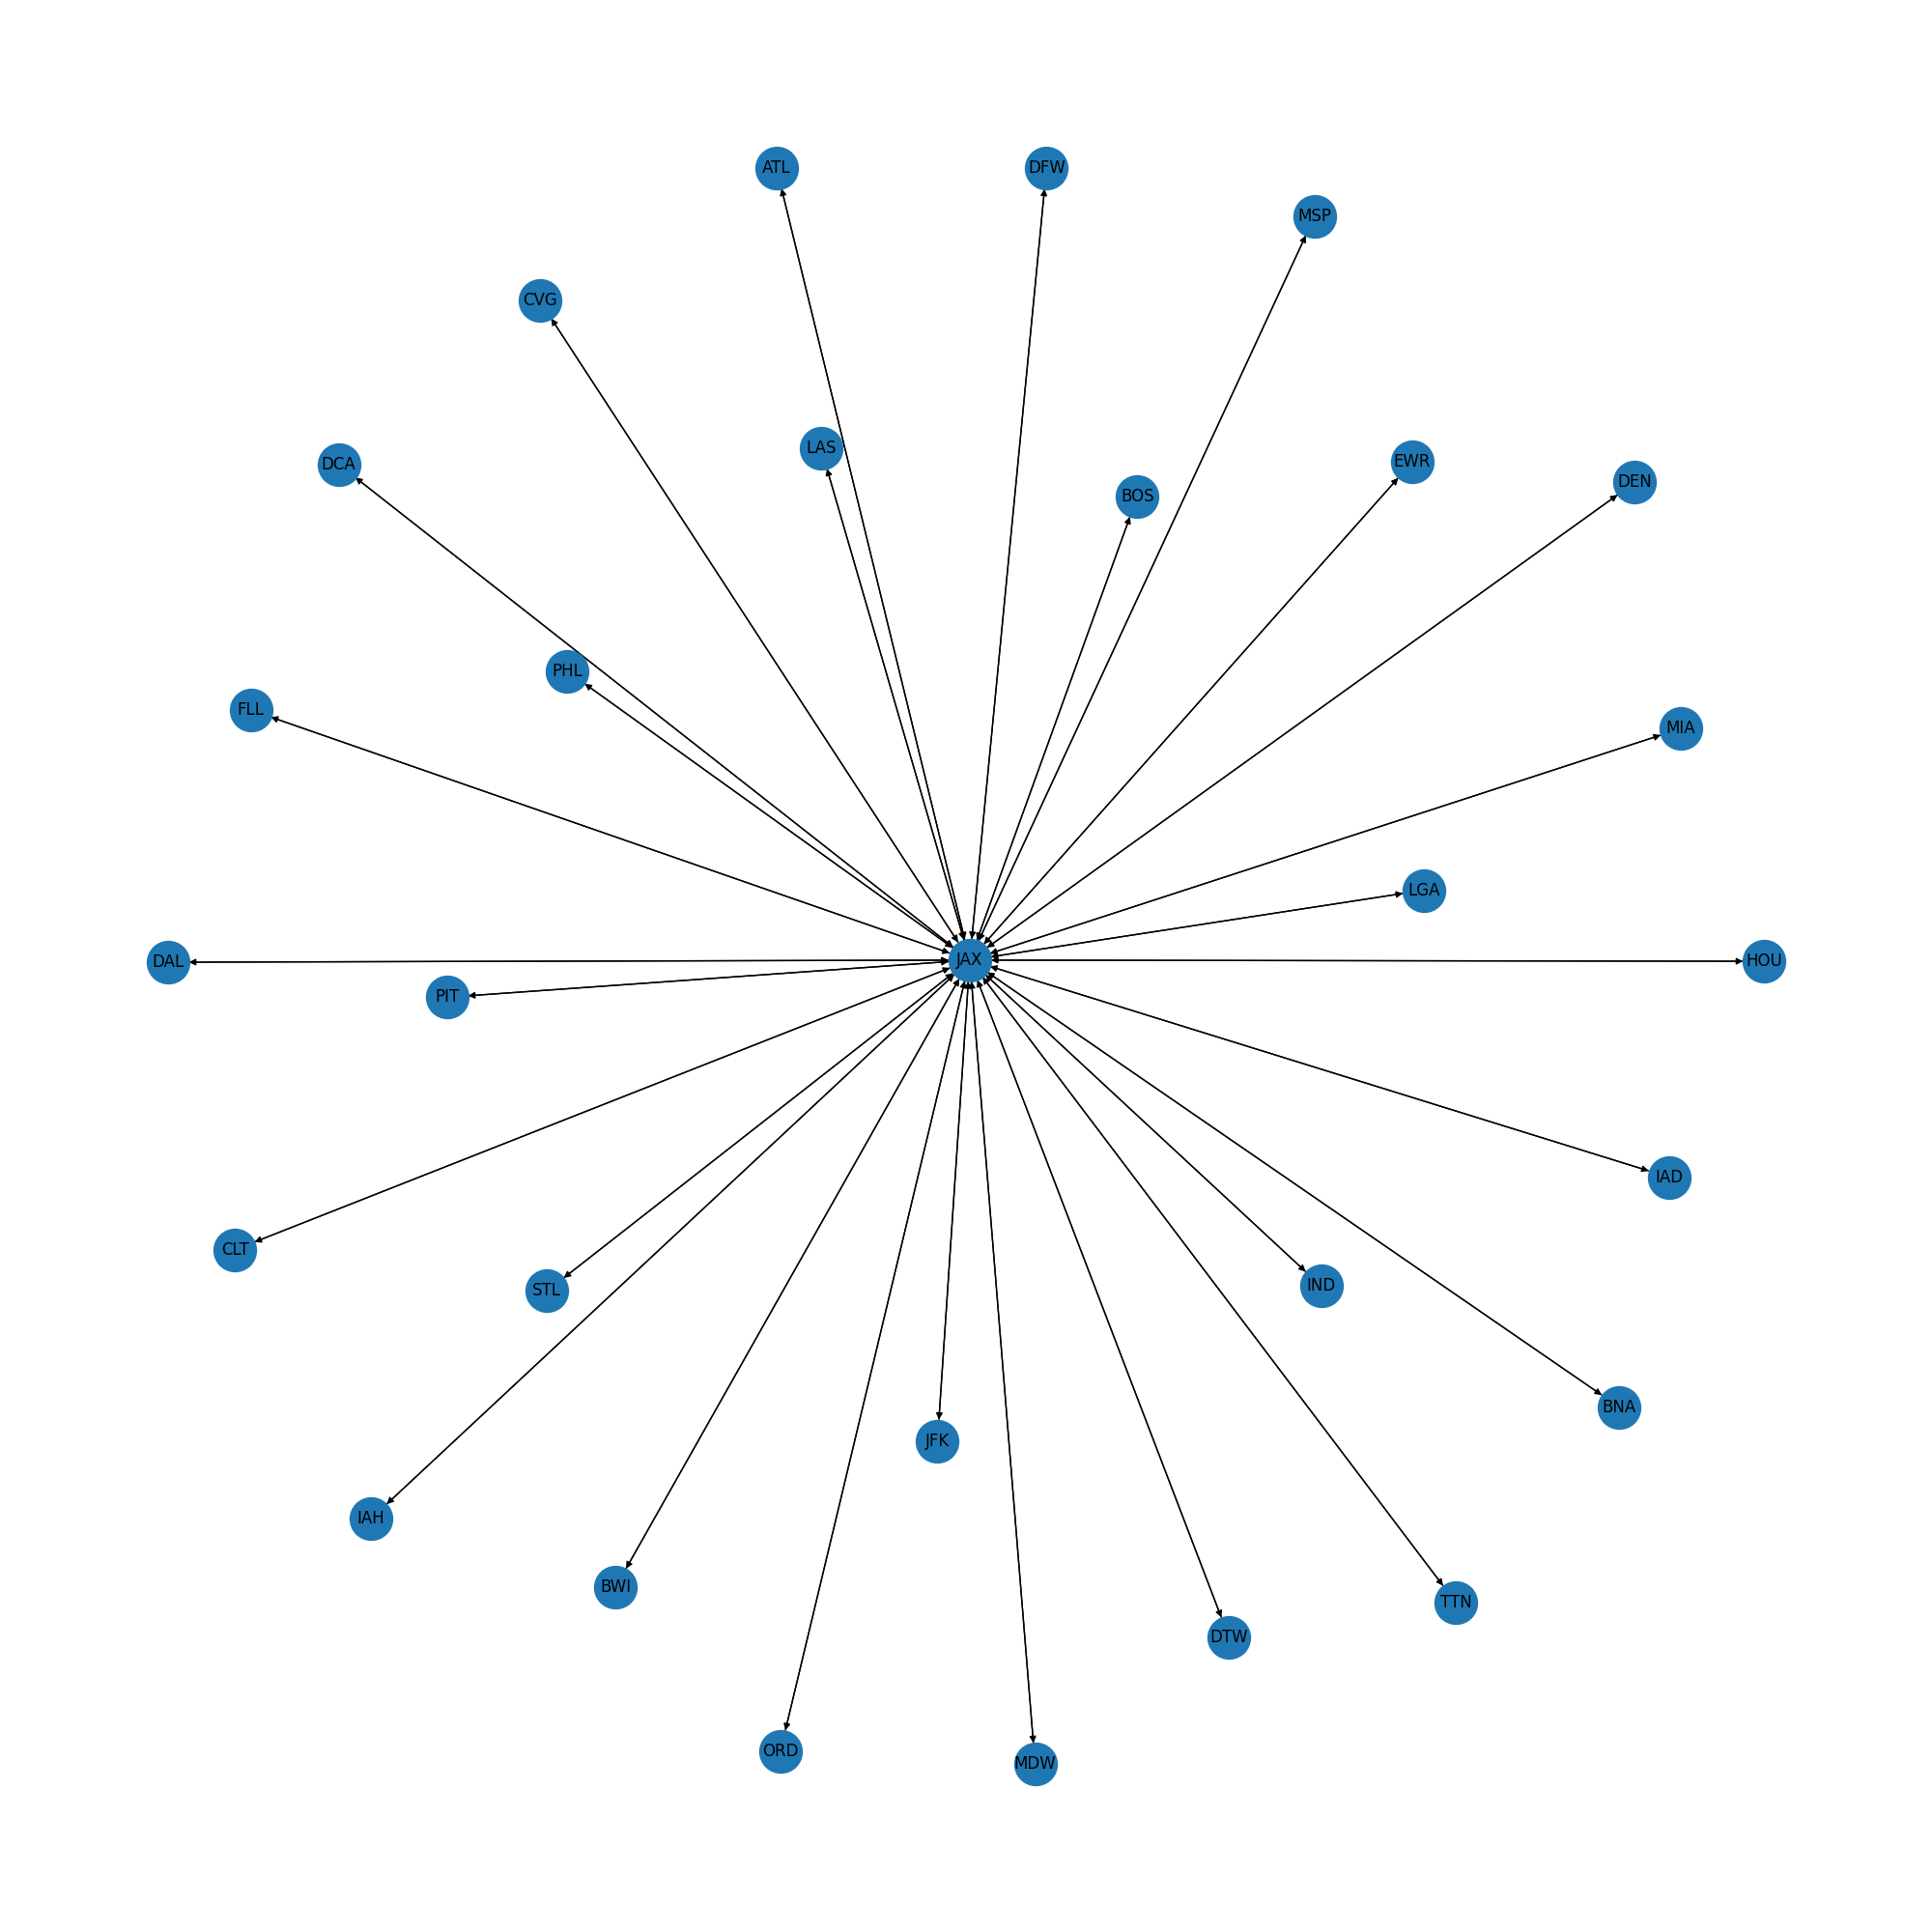 ATL
DFW
MSP
CVG
LAS
EWR
DCA
DEN
BOS
PHL
FLL
MIA
LGA
JAX
HOU
DAL
PIT
IAD
CLT
IND
STL
BNA
JFK
IAH
BWI
TTN
DTW
ORD
MDW